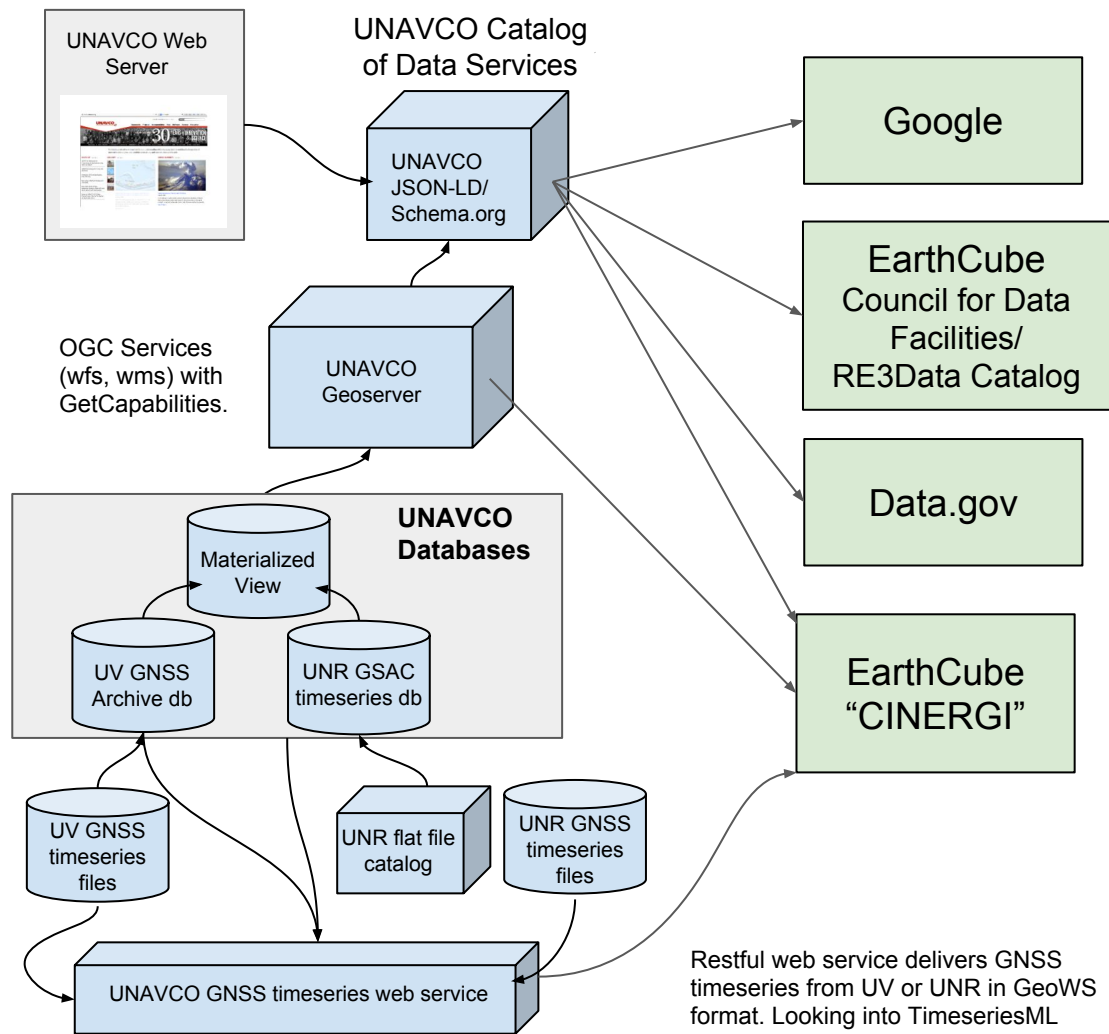 UNAVCO Web
Server
UNAVCO
30
UNAVCO Catalog
of Data Services
UNAVCO
JSON-LD/
Schema.org
Google
EarthCube
Council for Data
Facilities/
RE3Data Catalog
OGC Services
(wfs, wms) with
GetCapabilities.
UNAVCO
Geoserver
Data.gov
UNAVCO
Databases
Materialized
View
UV GNSS
Archive db
UNR GSAC
timeseries db
EarthCube
“CINERGI”
UV GNSS
timeseries
files
UNR flat file
catalog
UNR GNSS
timeseries
files
UNAVCO GNSS timeseries web service
Restful web service delivers GNSS
timeseries from UV or UNR in GeoWS
format. Looking into TimeseriesML